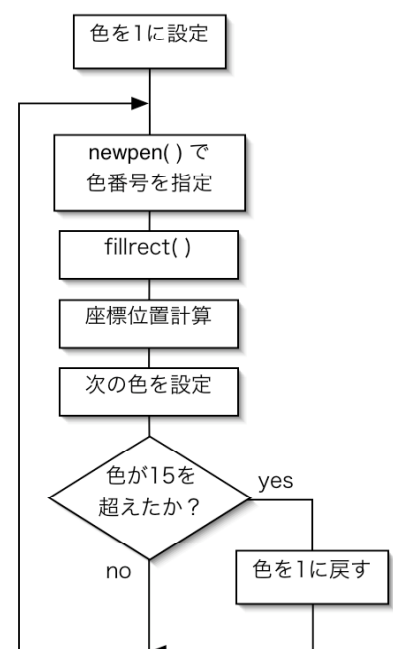 色を1に設定
newpen( ) で
色番号を指定
fillrect( )
座標位置計算
次の色を設定
色が15を
超えたか？
yes
no
色を1に戻す